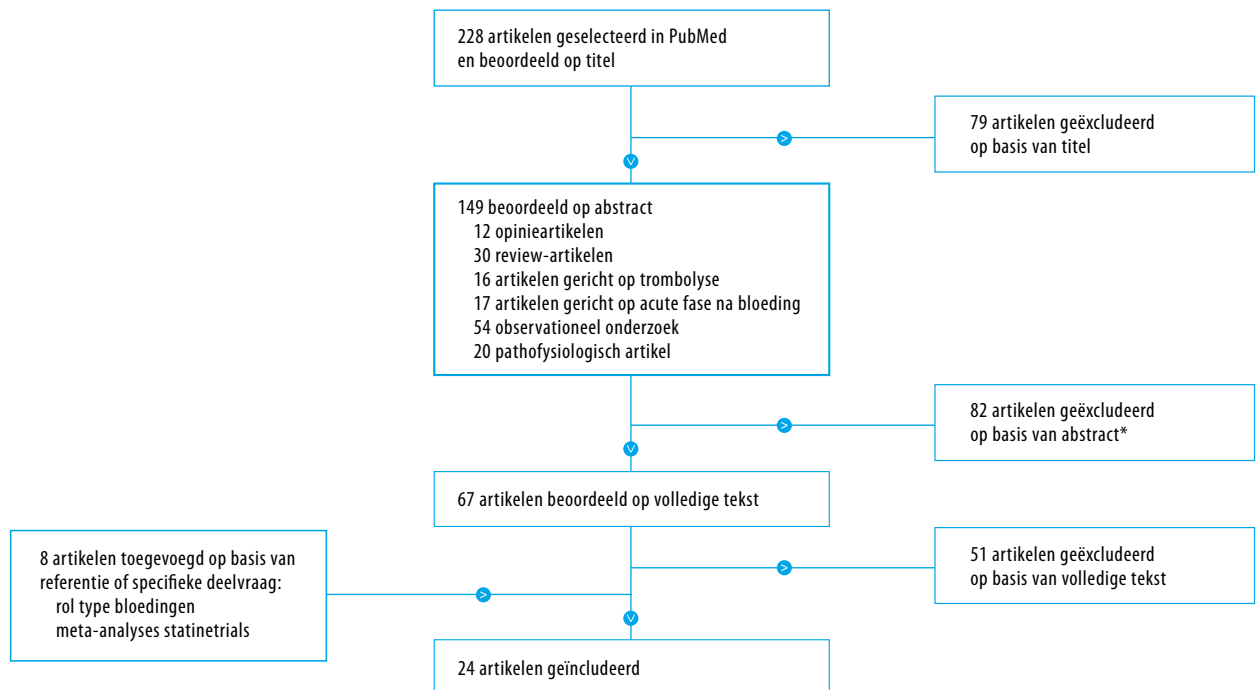 228 artikelen geselecteerd in PubMed
en beoordeeld op titel
79 artikelen geëxcludeerd
op basis van titel
149 beoordeeld op abstract
12 opinieartikelen
30 review-artikelen
16 artikelen gericht op trombolyse
17 artikelen gericht op acute fase na bloeding
54 observationeel onderzoek
20 pathofysiologisch artikel
82 artikelen geëxcludeerd
op basis van abstract*
67 artikelen beoordeeld op volledige tekst
8 artikelen toegevoegd op basis van
referentie of specifieke deelvraag:
rol type bloedingen
meta-analyses statinetrials
51 artikelen geëxcludeerd
op basis van volledige tekst
24 artikelen geïncludeerd